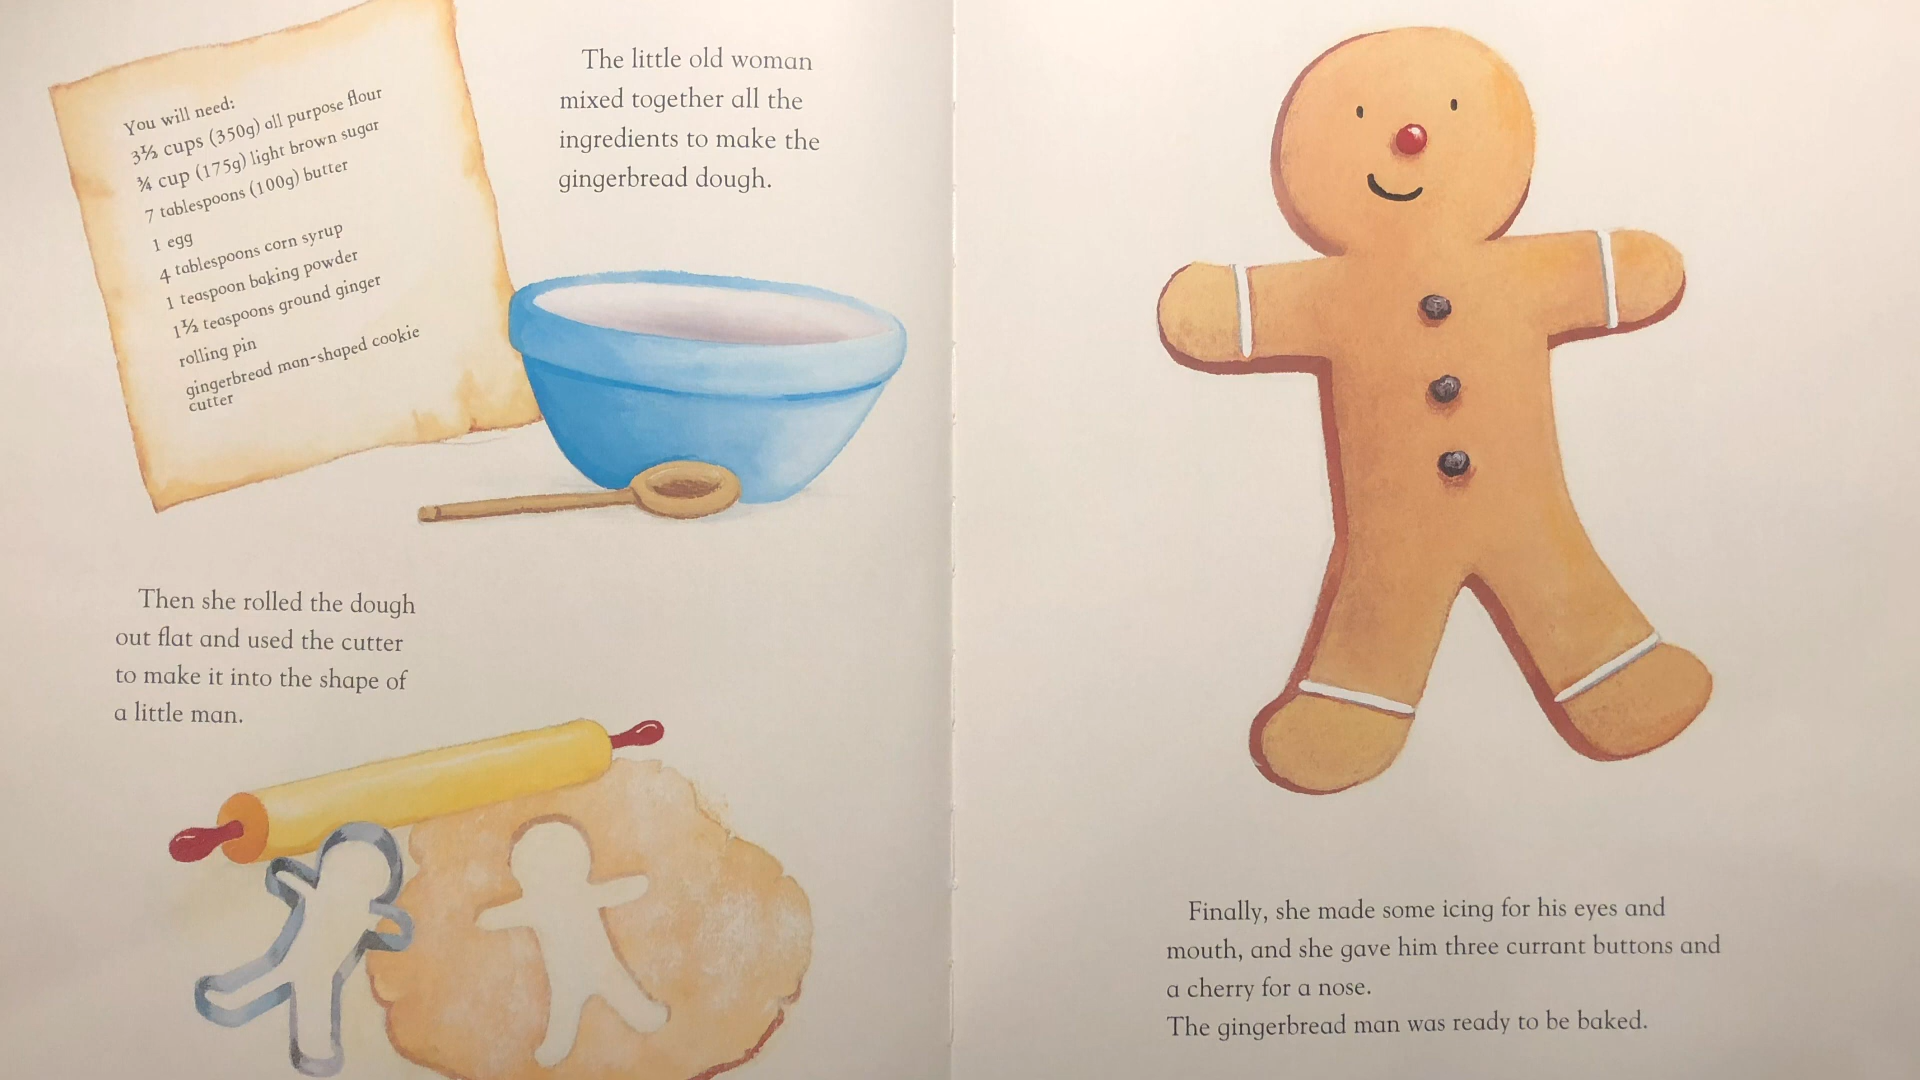 You will need:
3⅓ cups (350g) all purpose flour
¾ cup (175g) light brown sugar
7 tablespoons (100g) butter
1 egg
4 tablespoons corn syrup
1 teaspoon baking powder
1½ teaspoons ground ginger
rolling pin
gingerbread man-shaped cookie
cutter
The little old woman
mixed together all the
ingredients to make the
gingerbread dough.
Then she rolled the dough
out flat and used the cutter
to make it into the shape of
a little man.
Finally, she made some icing for his eyes and
mouth, and she gave him three currant buttons and
a cherry for a nose.
The gingerbread man was ready to be baked.